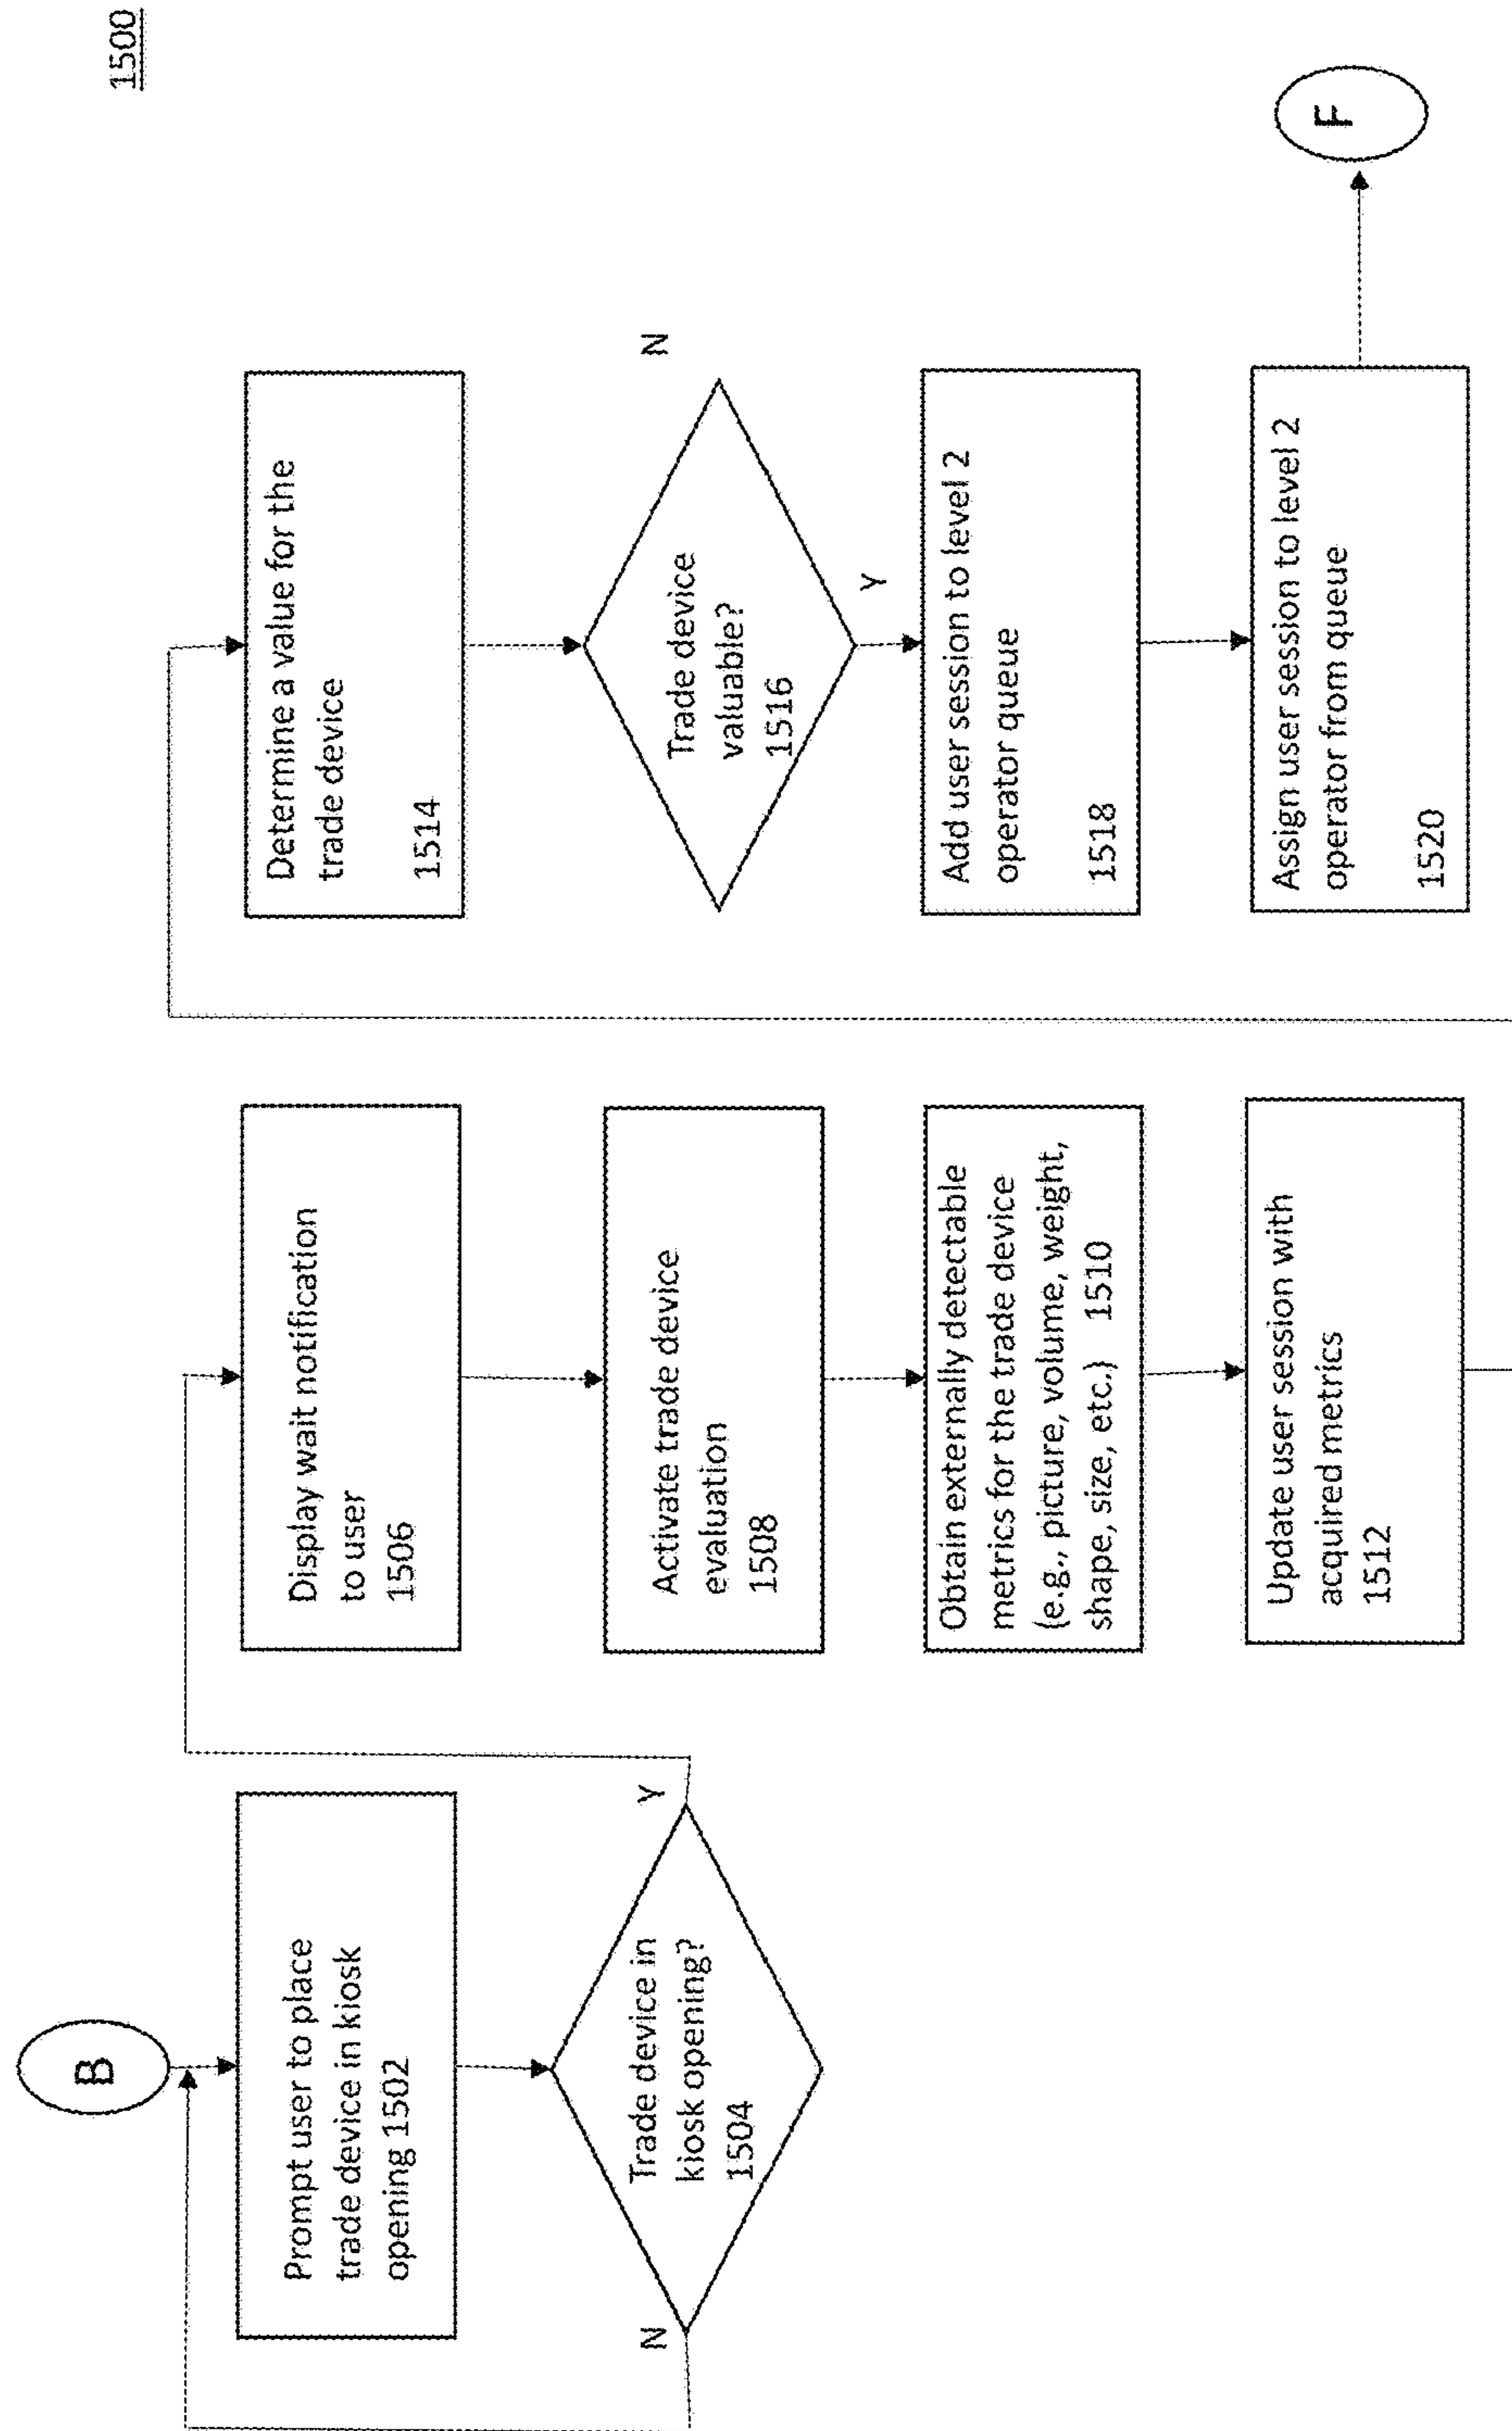 1500
B
Prompt user to place
trade device in kiosk
opening 1502
Trade device in
kiosk opening?
1504
N
Y
Display wait notification
to user
1506
Activate trade device
evaluation
1508
Obtain externally detectable
metrics for the trade device
(e.g., picture, volume, weight,
shape, size, etc.) 1510
Update user session with
acquired metrics
1512
Determine a value for the
trade device
1514
Trade device
valuable?
1516
N
Y
Add user session to level 2
operator queue
1518
Assign user session to level 2
operator from queue
1520
F